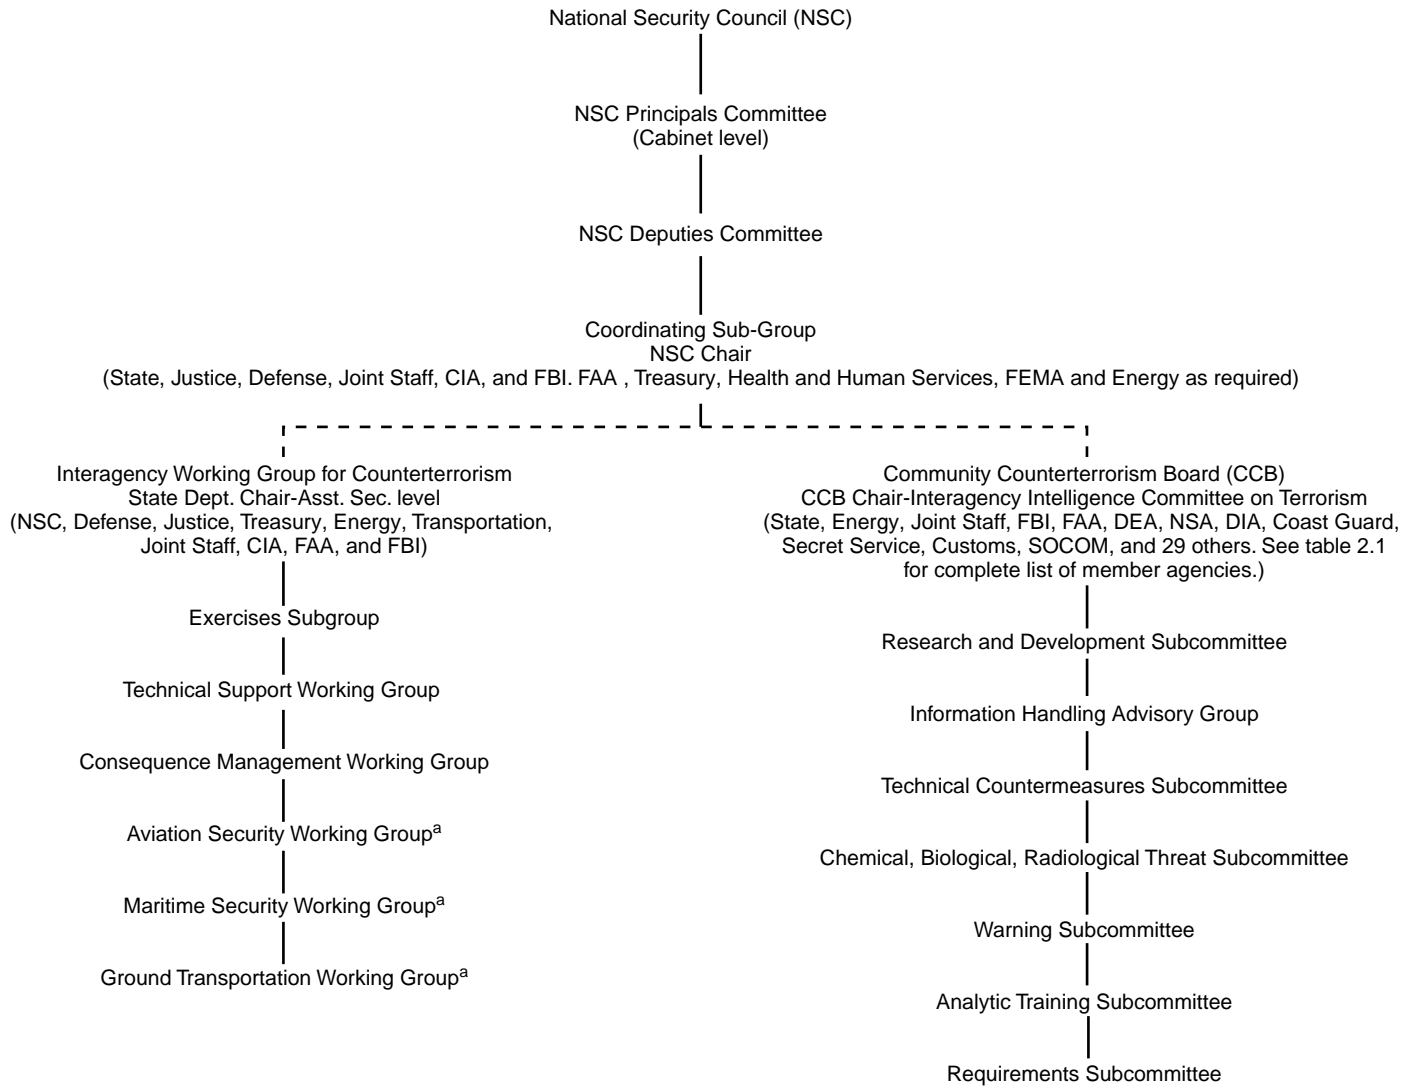 National Security Council (NSC)
NSC Principals Committee
(Cabinet level)
NSC Deputies Committee
Coordinating Sub-Group
NSC Chair
(State, Justice, Defense, Joint Staff, CIA, and FBI. FAA , Treasury, Health and Human Services, FEMA and Energy as required)
Interagency Working Group for Counterterrorism
State Dept. Chair-Asst. Sec. level
(NSC, Defense, Justice, Treasury, Energy, Transportation,
Joint Staff, CIA, FAA, and FBI)
Exercises Subgroup
Technical Support Working Group
Consequence Management Working Group
Aviation Security Working Groupa
Maritime Security Working Groupa
Ground Transportation Working Groupa
Community Counterterrorism Board (CCB)
CCB Chair-Interagency Intelligence Committee on Terrorism
(State, Energy, Joint Staff, FBI, FAA, DEA, NSA, DIA, Coast Guard,
Secret Service, Customs, SOCOM, and 29 others. See table 2.1
for complete list of member agencies.)
Research and Development Subcommittee
Information Handling Advisory Group
Technical Countermeasures Subcommittee
Chemical, Biological, Radiological Threat Subcommittee
Warning Subcommittee
Analytic Training Subcommittee
Requirements Subcommittee